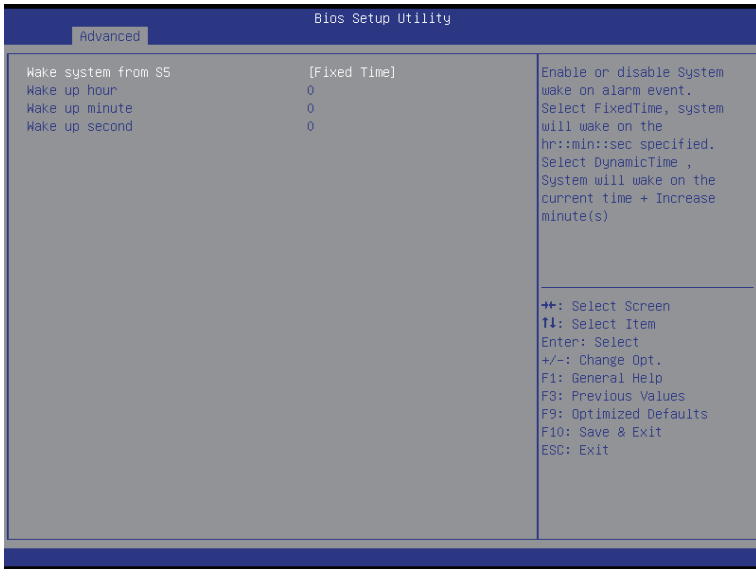 Bios Setup Utility
Advanced
Wake system from S5 [Fixed Time]
Wake up hour 0
Wake up minute 0
Wake up second 0
Enable or disable System
wake on alarm event.
Select FixedTime, system
will wake on the
hr::min::sec specified.
Select DynamicTime ,
System will wake on the
current time + Increase
minute(s)
→←: Select Screen
↑↓: Select Item
Enter: Select
+/-: Change Opt.
F1: General Help
F3: Previous Values
F9: Optimized Defaults
F10: Save & Exit
ESC: Exit